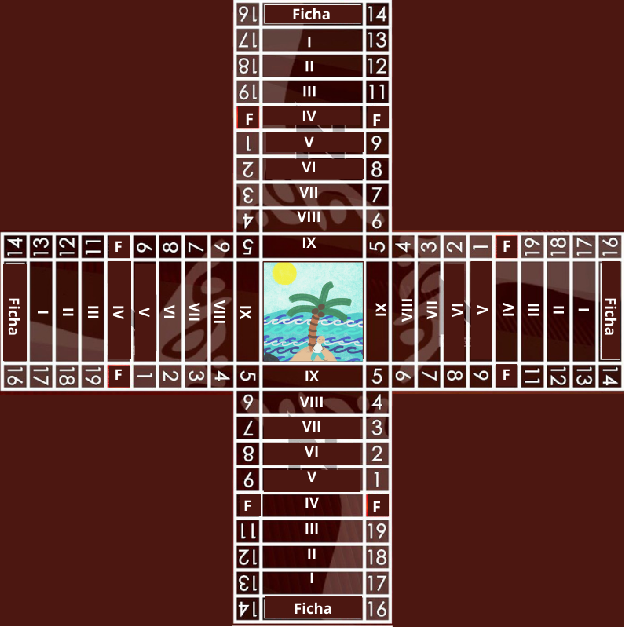 16 Ficha 14
17 I 13
18 II 12
19 III 11
F IV F
1 V 9
2 VI 8
3 VII 7
4 VIII 6
14 13 12 11 F 9 8 7 6 5 IX 5 4 3 2 1 F 19 18 17 16
Ficha I II III IV V VI VII VIII IX IX VIII VII VI V IV III II I Ficha
16 17 18 19 F 1 2 3 4 5 IX 5 6 7 8 9 F 11 12 13 14
6 VIII 4
7 VII 3
8 VI 2
9 V 1
F IV F
11 III 19
12 II 18
13 I 17
14 Ficha 16